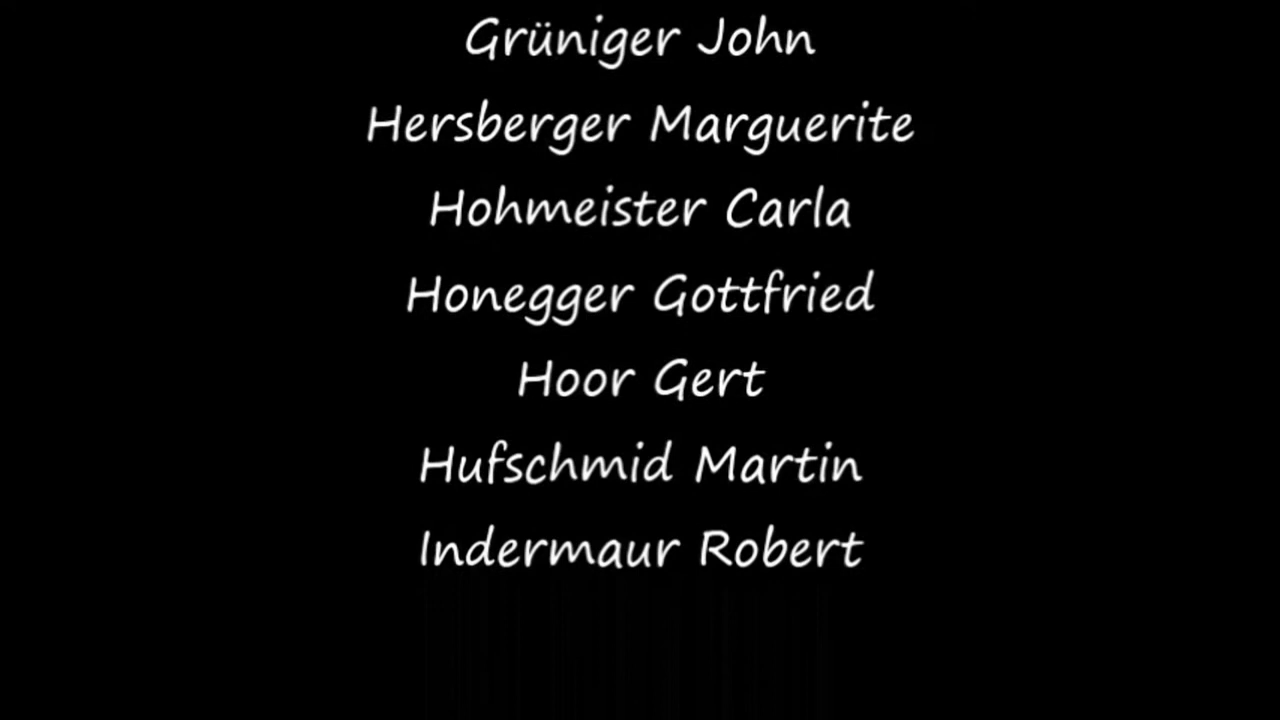 Grüniger John
Hersberger Marguerite
Hohmeister Carla
Honegger Gottfried
Hoor Gert
Hufschmid Martin
Indermaur Robert